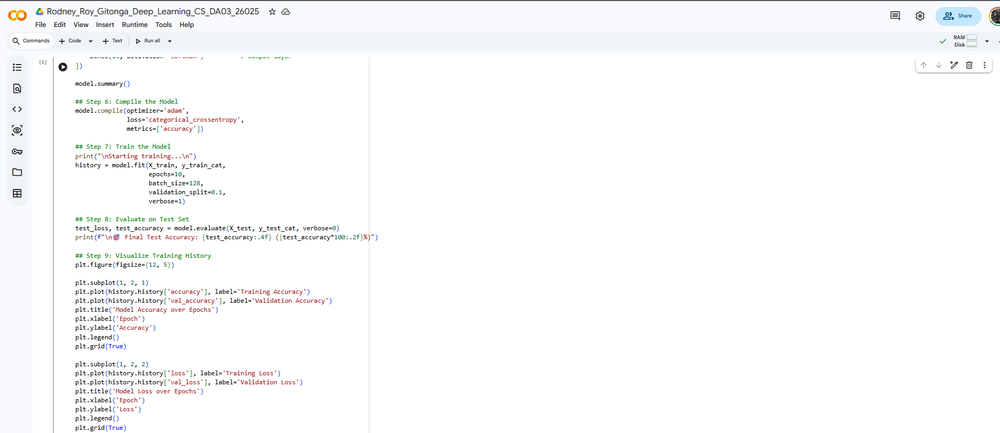 Rodney_Roy_Gitonga_Deep_Learning_CS_DA03_26025
File Edit View Insert Runtime Tools Help
Share
Commands + Code + Text Run all
RAM
Disk
[1]
Dense(10, activation='softmax') # Output layer
])
model.summary()
## Step 6: Compile the Model
model.compile(optimizer='adam',
loss='categorical_crossentropy',
metrics=['accuracy'])
## Step 7: Train the Model
print("\nStarting training...\n")
history = model.fit(X_train, y_train_cat,
epochs=10,
batch_size=128,
validation_split=0.1,
verbose=1)
## Step 8: Evaluate on Test Set
test_loss, test_accuracy = model.evaluate(X_test, y_test_cat, verbose=0)
print(f"\n🎯 Final Test Accuracy: {test_accuracy:.4f} ({test_accuracy*100:.2f}%)")
## Step 9: Visualize Training History
plt.figure(figsize=(12, 5))
plt.subplot(1, 2, 1)
plt.plot(history.history['accuracy'], label='Training Accuracy')
plt.plot(history.history['val_accuracy'], label='Validation Accuracy')
plt.title('Model Accuracy over Epochs')
plt.xlabel('Epoch')
plt.ylabel('Accuracy')
plt.legend()
plt.grid(True)
plt.subplot(1, 2, 2)
plt.plot(history.history['loss'], label='Training Loss')
plt.plot(history.history['val_loss'], label='Validation Loss')
plt.title('Model Loss over Epochs')
plt.xlabel('Epoch')
plt.ylabel('Loss')
plt.legend()
plt.grid(True)